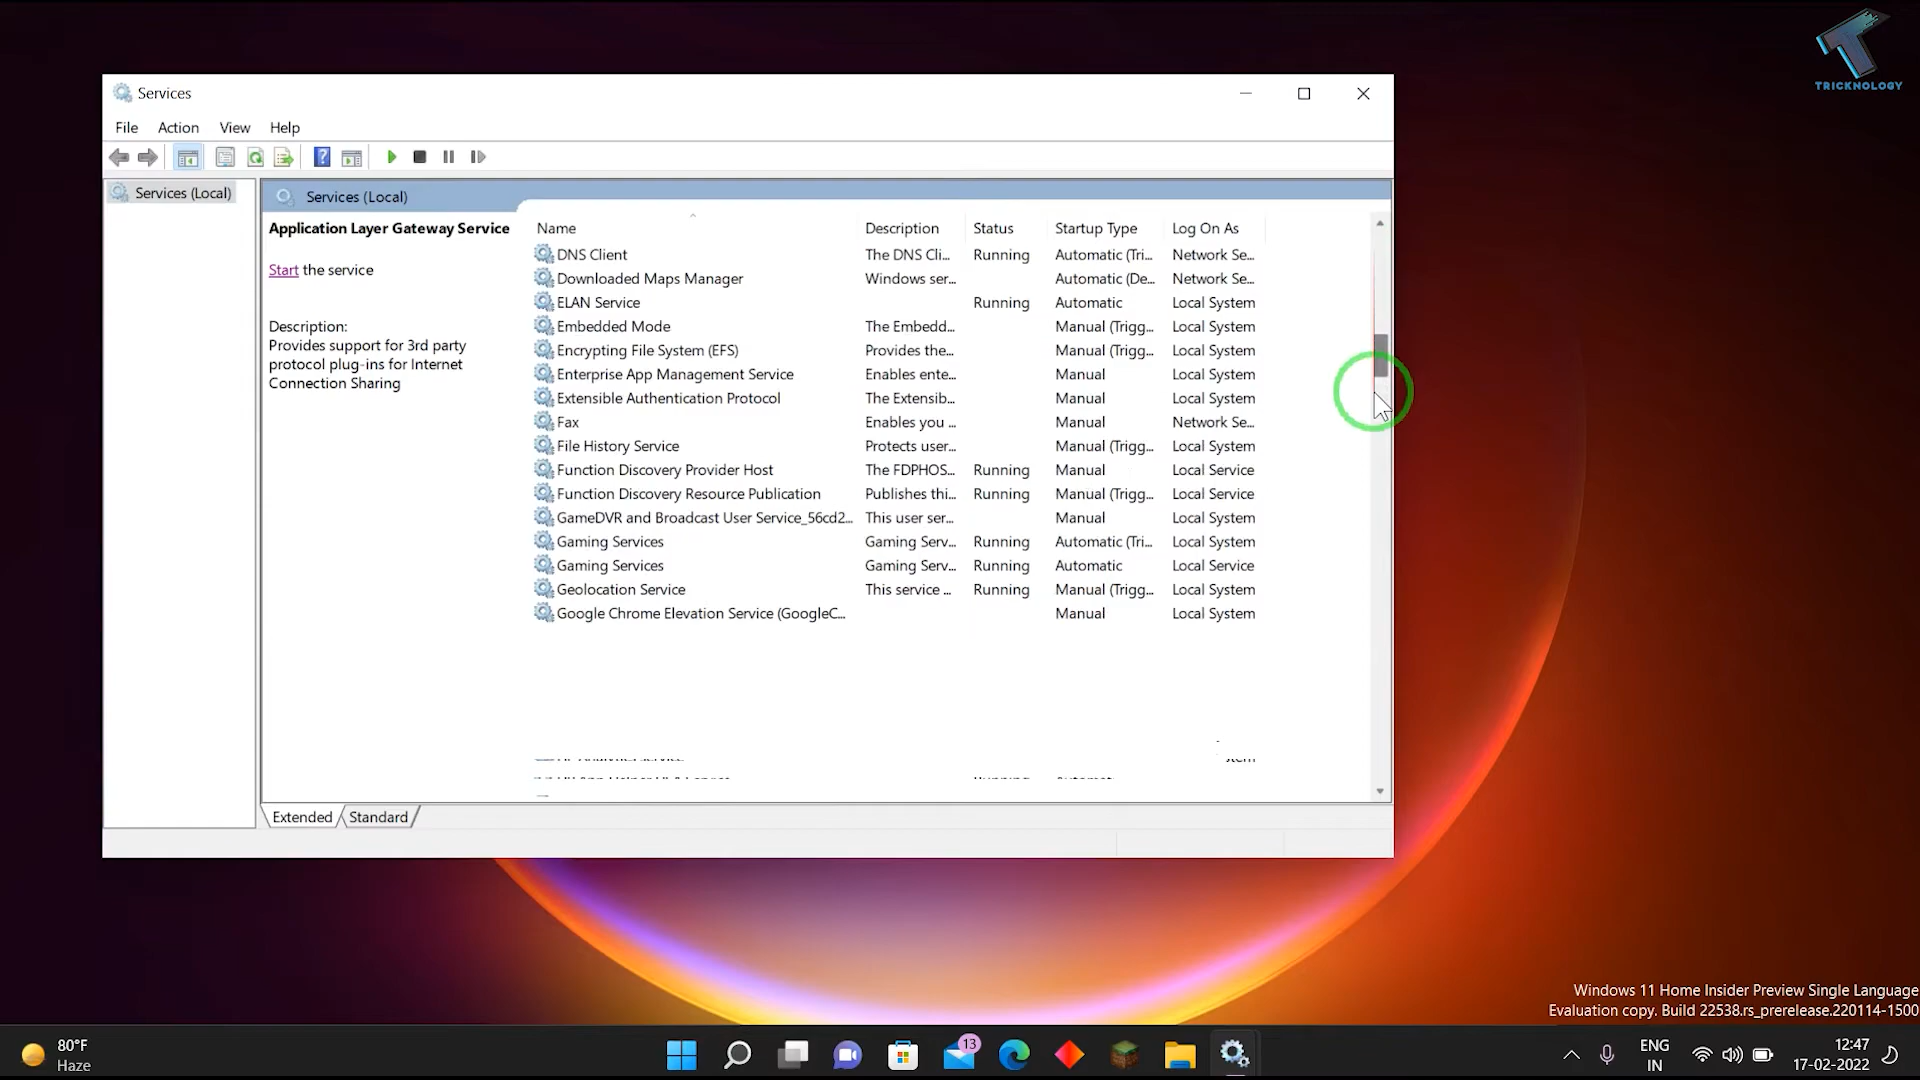 TRICKNOLOGY
Services
File Action View Help
Services (Local)
Services (Local)
Application Layer Gateway Service
Start the service
Description:
Provides support for 3rd party
protocol plug-ins for Internet
Connection Sharing
Name Description Status Startup Type Log On As
DNS Client The DNS Cli... Running Automatic (Tri... Network Se...
Downloaded Maps Manager Windows ser... Automatic (De... Network Se...
ELAN Service Running Automatic Local System
Embedded Mode The Embedd... Manual (Trigg... Local System
Encrypting File System (EFS) Provides the... Manual (Trigg... Local System
Enterprise App Management Service Enables ente... Manual Local System
Extensible Authentication Protocol The Extensib... Manual Local System
Fax Enables you ... Manual Network Se...
File History Service Protects user... Manual (Trigg... Local System
Function Discovery Provider Host The FDPHOS... Running Manual Local Service
Function Discovery Resource Publication Publishes thi... Running Manual (Trigg... Local Service
GameDVR and Broadcast User Service_56cd2... This user ser... Manual Local System
Gaming Services Gaming Serv... Running Automatic (Tri... Local System
Gaming Services Gaming Serv... Running Automatic Local Service
Geolocation Service This service ... Running Manual (Trigg... Local System
Google Chrome Elevation Service (GoogleC... Manual Local System
Extended Standard
Windows 11 Home Insider Preview Single Language
Evaluation copy. Build 22538.rs_prerelease.220114-1500
80°F
Haze
13
ENG
IN
12:47
17-02-2022